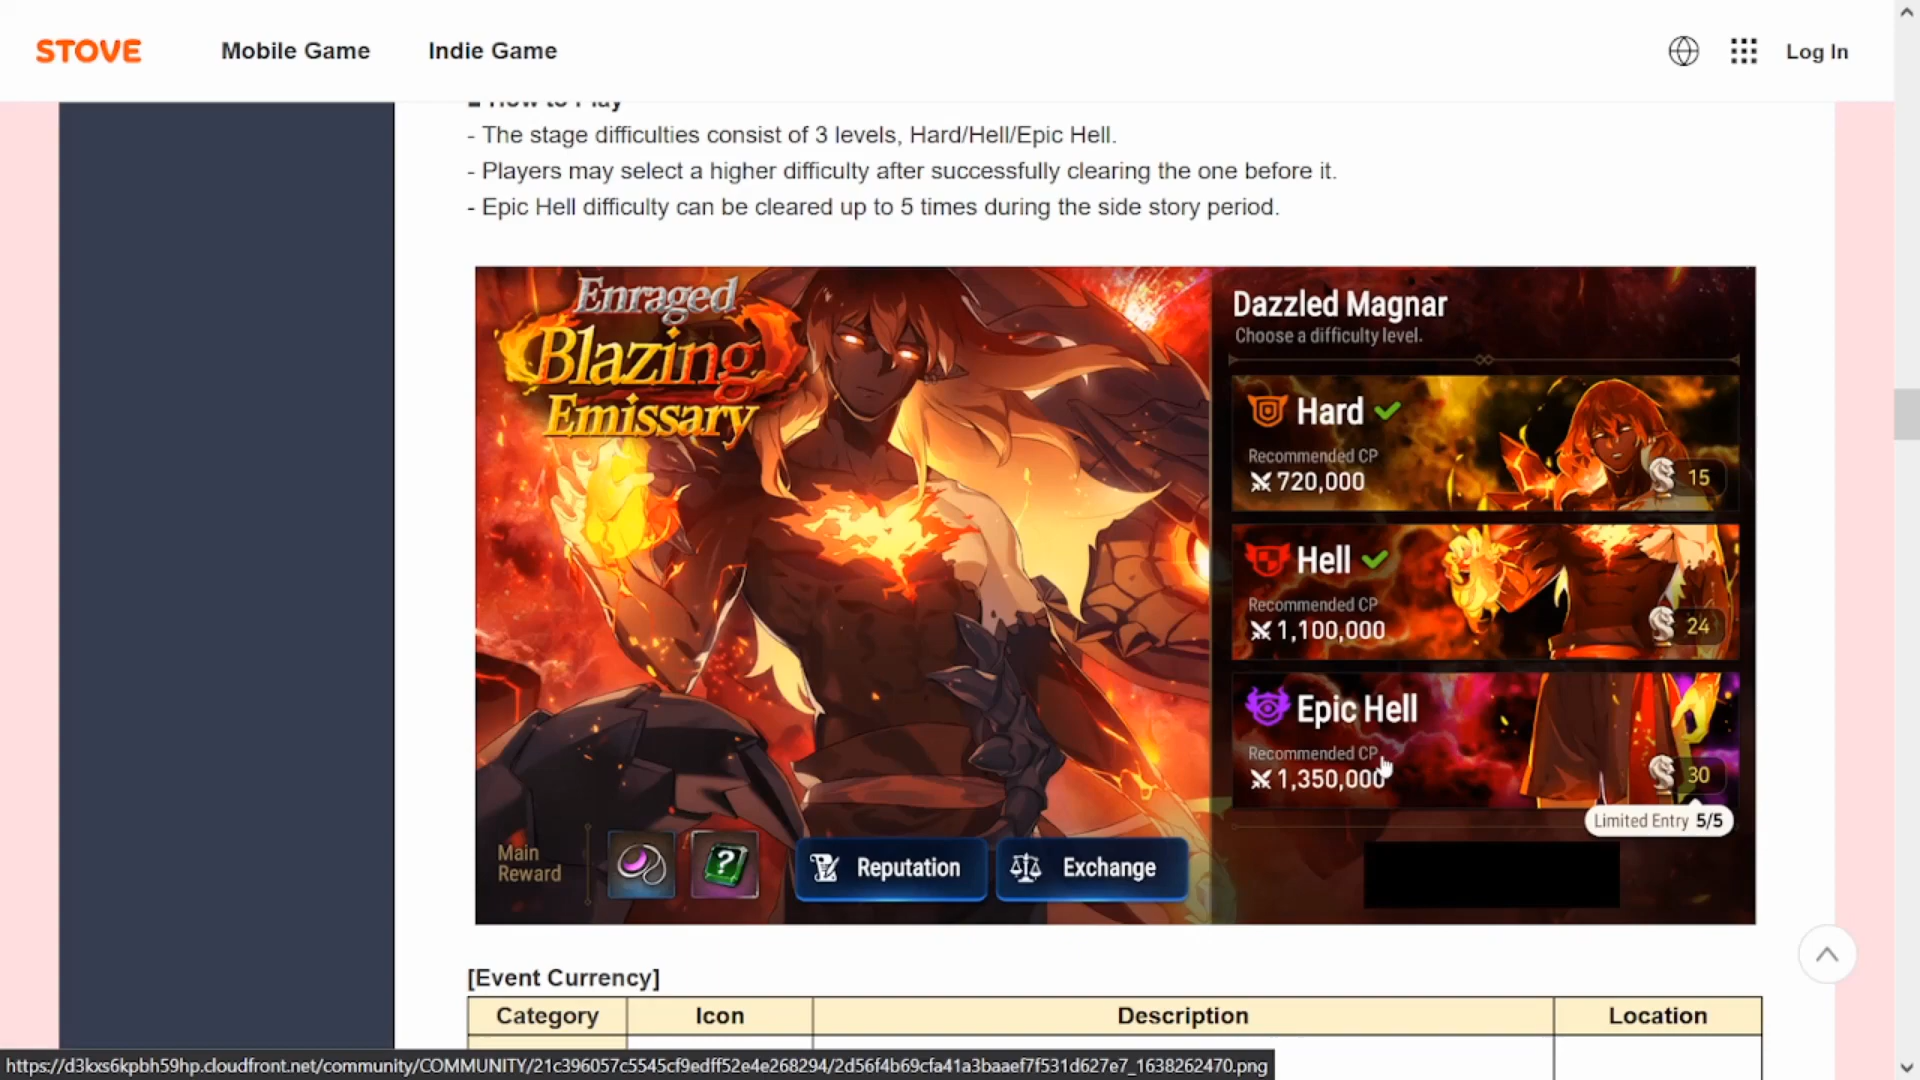 STOVE
Mobile Game
Indie Game
Log In
■ How to Play
- The stage difficulties consist of 3 levels, Hard/Hell/Epic Hell.
- Players may select a higher difficulty after successfully clearing the one before it.
- Epic Hell difficulty can be cleared up to 5 times during the side story period.
Enraged
Blazing
Emissary
Dazzled Magnar
Choose a difficulty level.
Hard
Recommended CP
720,000
15
Hell
Recommended CP
1,100,000
24
Epic Hell
Recommended CP
1,350,000
30
Limited Entry 5/5
Main
Reward
?
Reputation
Exchange
[Event Currency]
Category
Icon
Description
Location
https://d3kxs6kpbh59hp.cloudfront.net/community/COMMUNITY/21c396057c5545cf9edff52e4e268294/2d56f4b69cfa41a3baaef7f531d627e7_1638262470.png